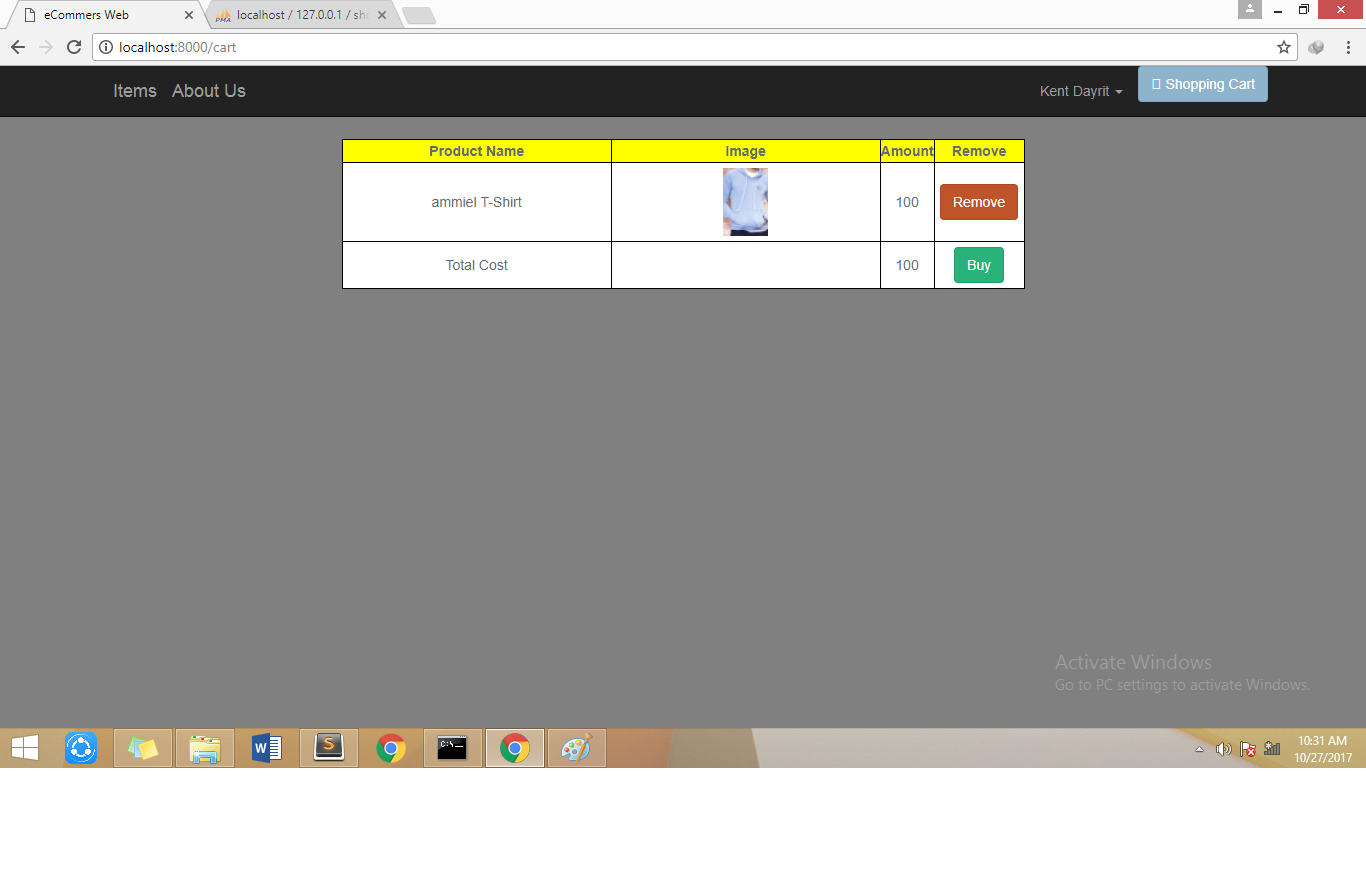 eCommers Web
localhost / 127.0.0.1 / sh
localhost:8000/cart
Items About Us Kent Dayrit Shopping Cart
Product Name Image Amount Remove
ammiel T-Shirt 100 Remove
Total Cost 100 Buy
Activate Windows
Go to PC settings to activate Windows.
10:31 AM
10/27/2017